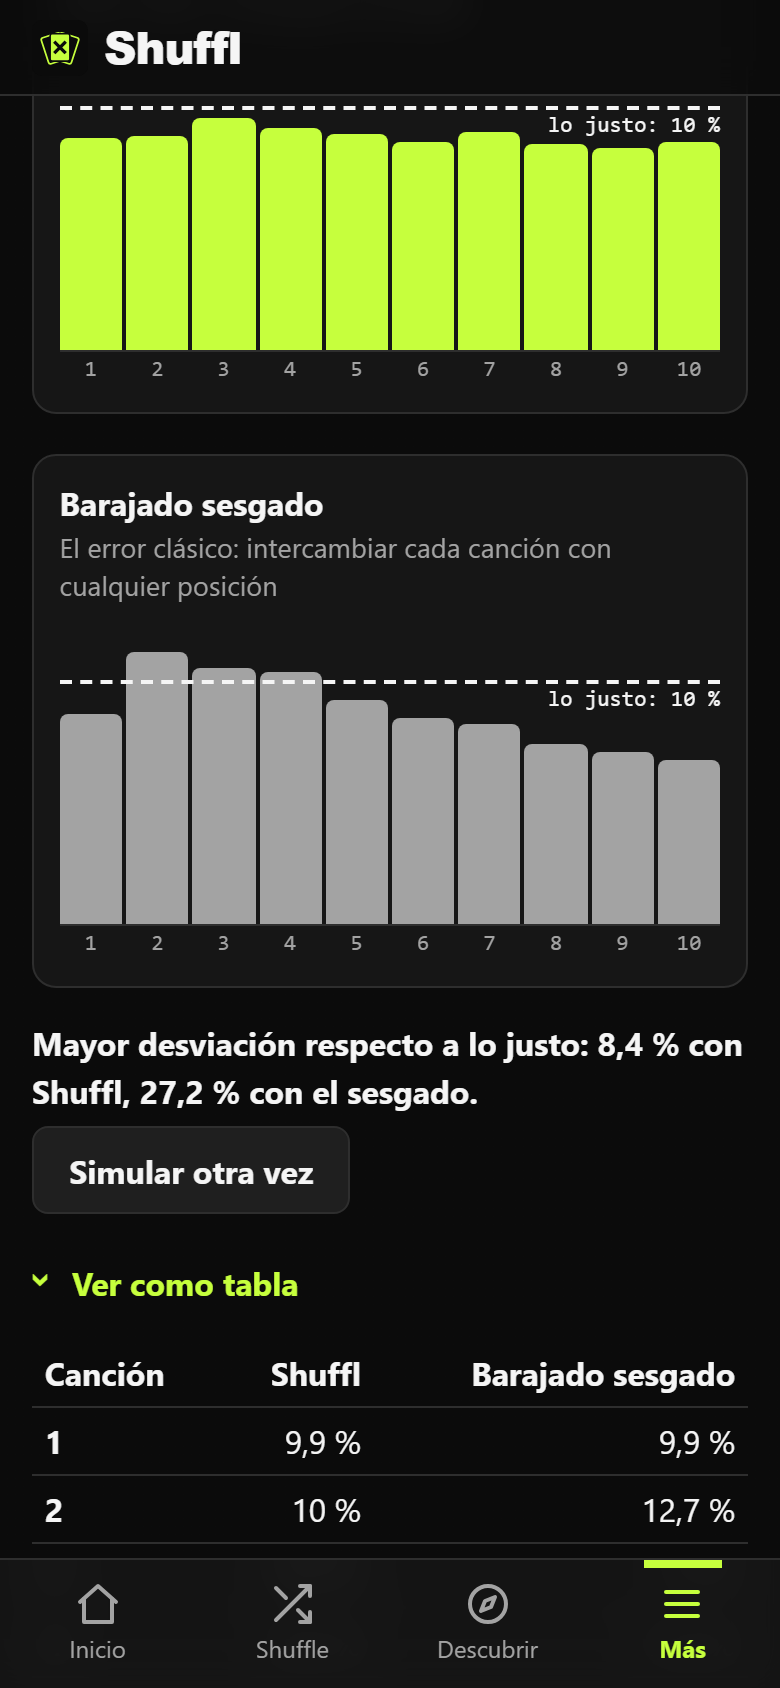 Shuffl
lo justo: 10 %
1 2 3 4 5 6 7 8 9 10
Barajado sesgado
El error clásico: intercambiar cada canción con
cualquier posición
lo justo: 10 %
1 2 3 4 5 6 7 8 9 10
Mayor desviación respecto a lo justo: 8,4 % con
Shuffl, 27,2 % con el sesgado.
Simular otra vez
Ver como tabla
Canción Shuffl Barajado sesgado
1 9,9 % 9,9 %
2 10 % 12,7 %
Inicio Shuffle Descubrir Más